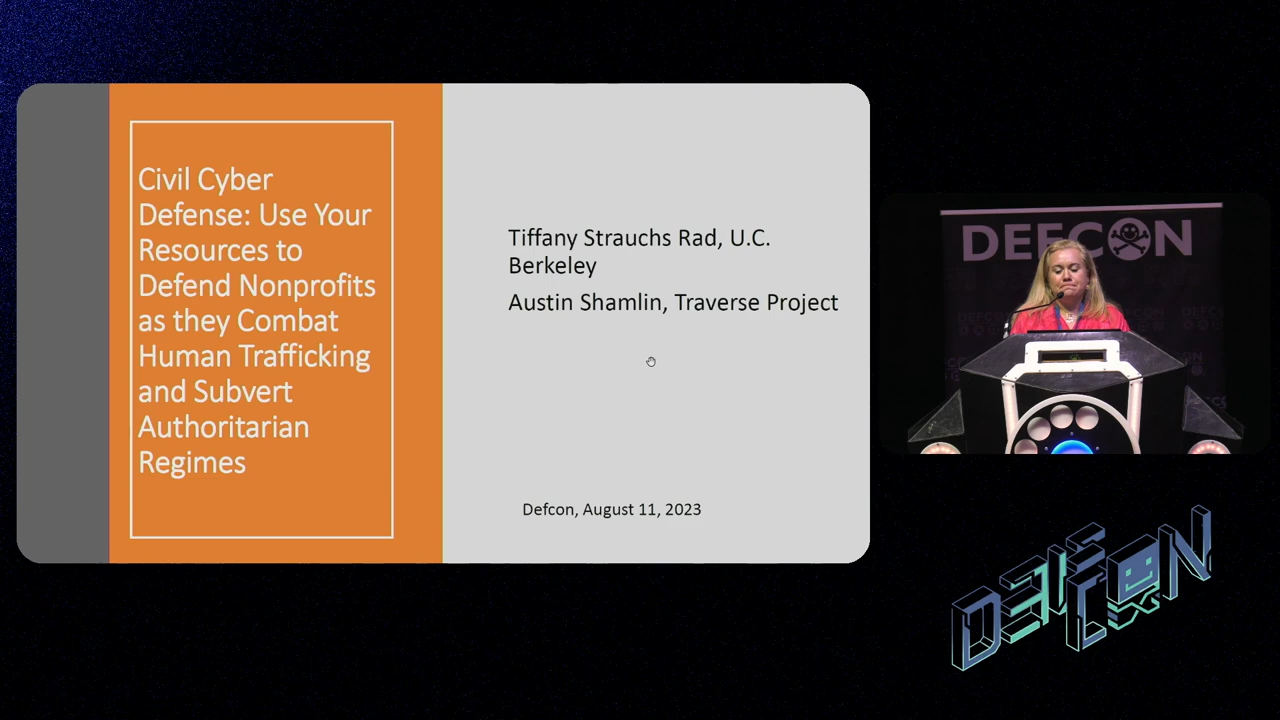 Civil Cyber
Defense: Use Your
Resources to
Defend Nonprofits
as they Combat
Human Trafficking
and Subvert
Authoritarian
Regimes
Tiffany Strauchs Rad, U.C.
Berkeley
Austin Shamlin, Traverse Project
Defcon, August 11, 2023
DEFCON
DEFCON